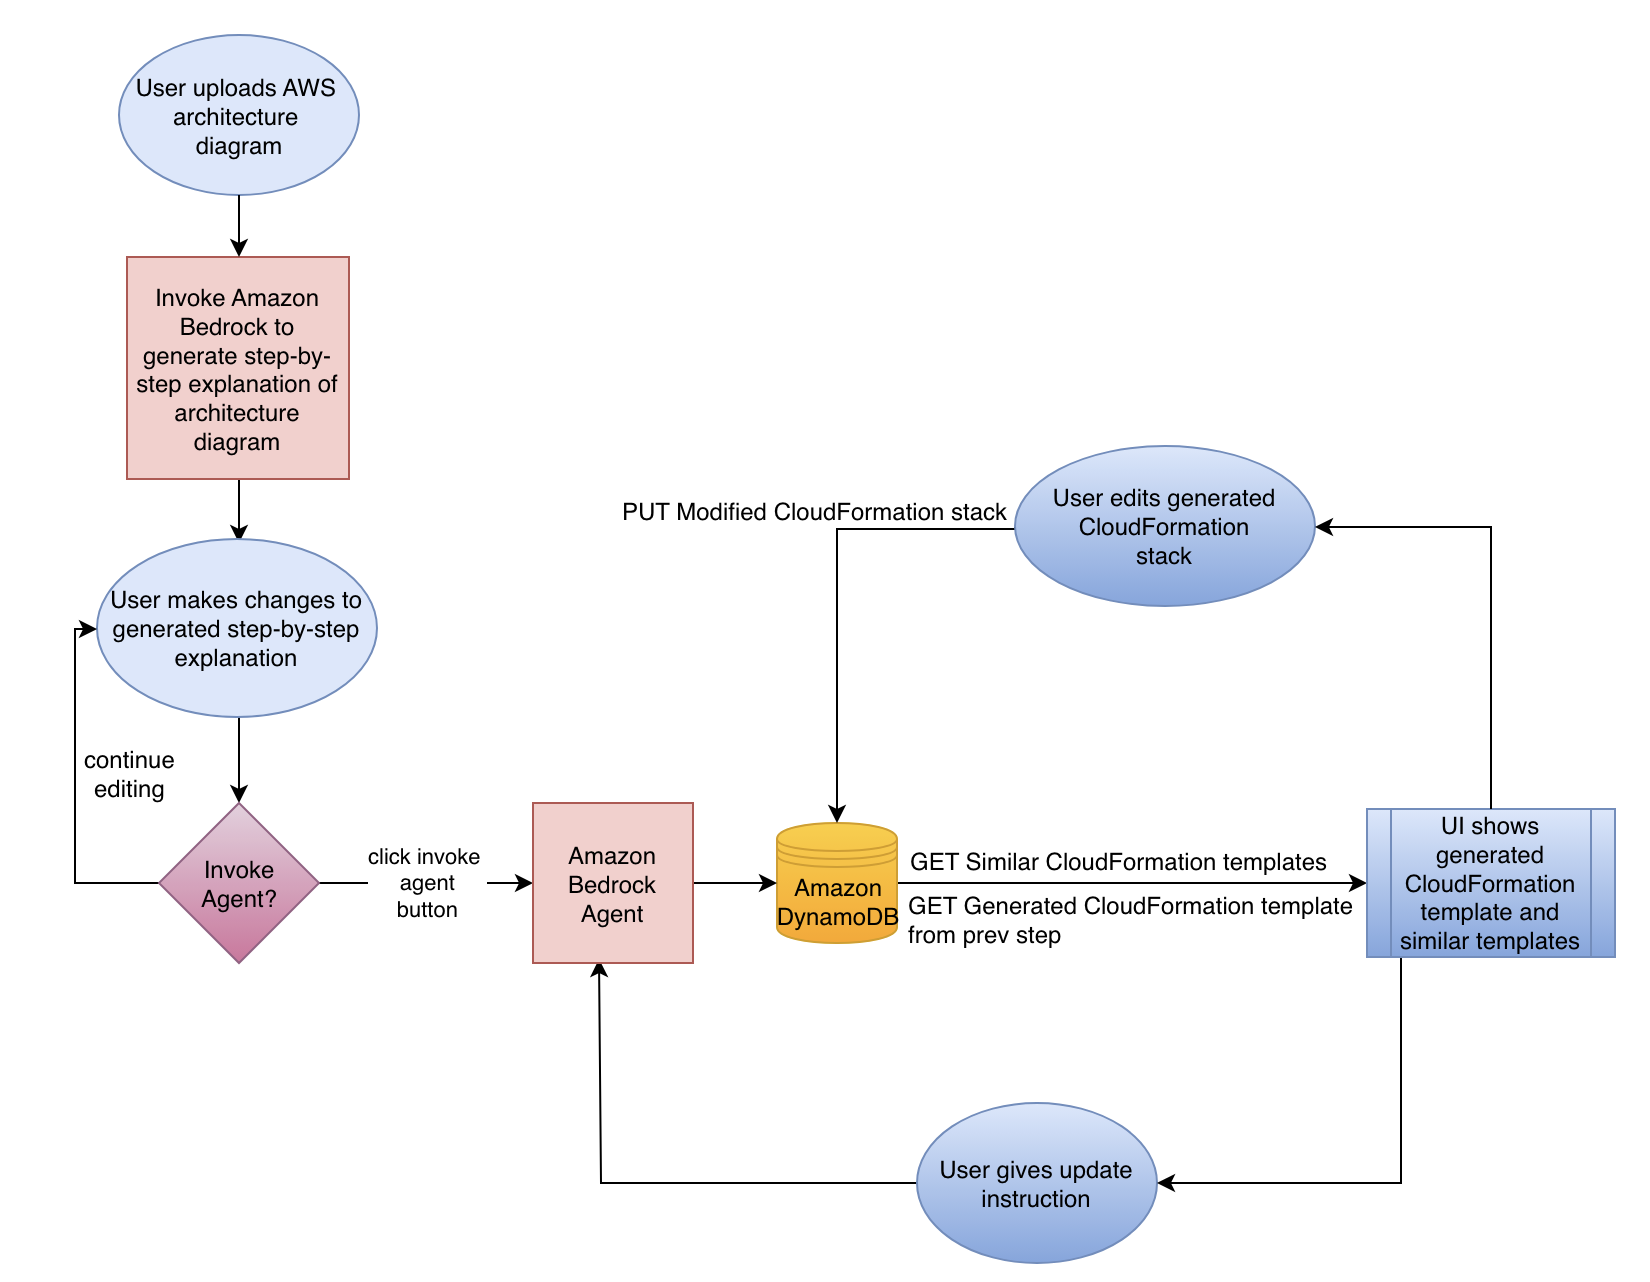 User uploads AWS
architecture
diagram
Invoke Amazon
Bedrock to
generate step-by-
step explanation of
architecture
diagram
User makes changes to
generated step-by-step
explanation
continue
editing
Invoke
Agent?
click invoke
agent
button
Amazon
Bedrock
Agent
Amazon
DynamoDB
PUT Modified CloudFormation stack
User edits generated
CloudFormation
stack
GET Similar CloudFormation templates
GET Generated CloudFormation template
from prev step
UI shows
generated
CloudFormation
template and
similar templates
User gives update
instruction